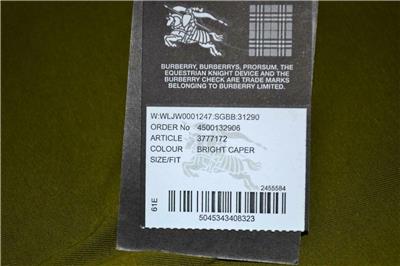 BURBERRY, BURBERRYS, PRORSUM, THE
EQUESTRIAN KNIGHT DEVICE AND THE
BURBERRY CHECK ARE TRADE MARKS
BELONGING TO BURBERRY LIMITED.
W:WLJW0001247:SGBB:31290
ORDER No 4500132906
ARTICLE 3777172
COLOUR BRIGHT CAPER
SIZE/FIT
2455584
61E
5045343408323